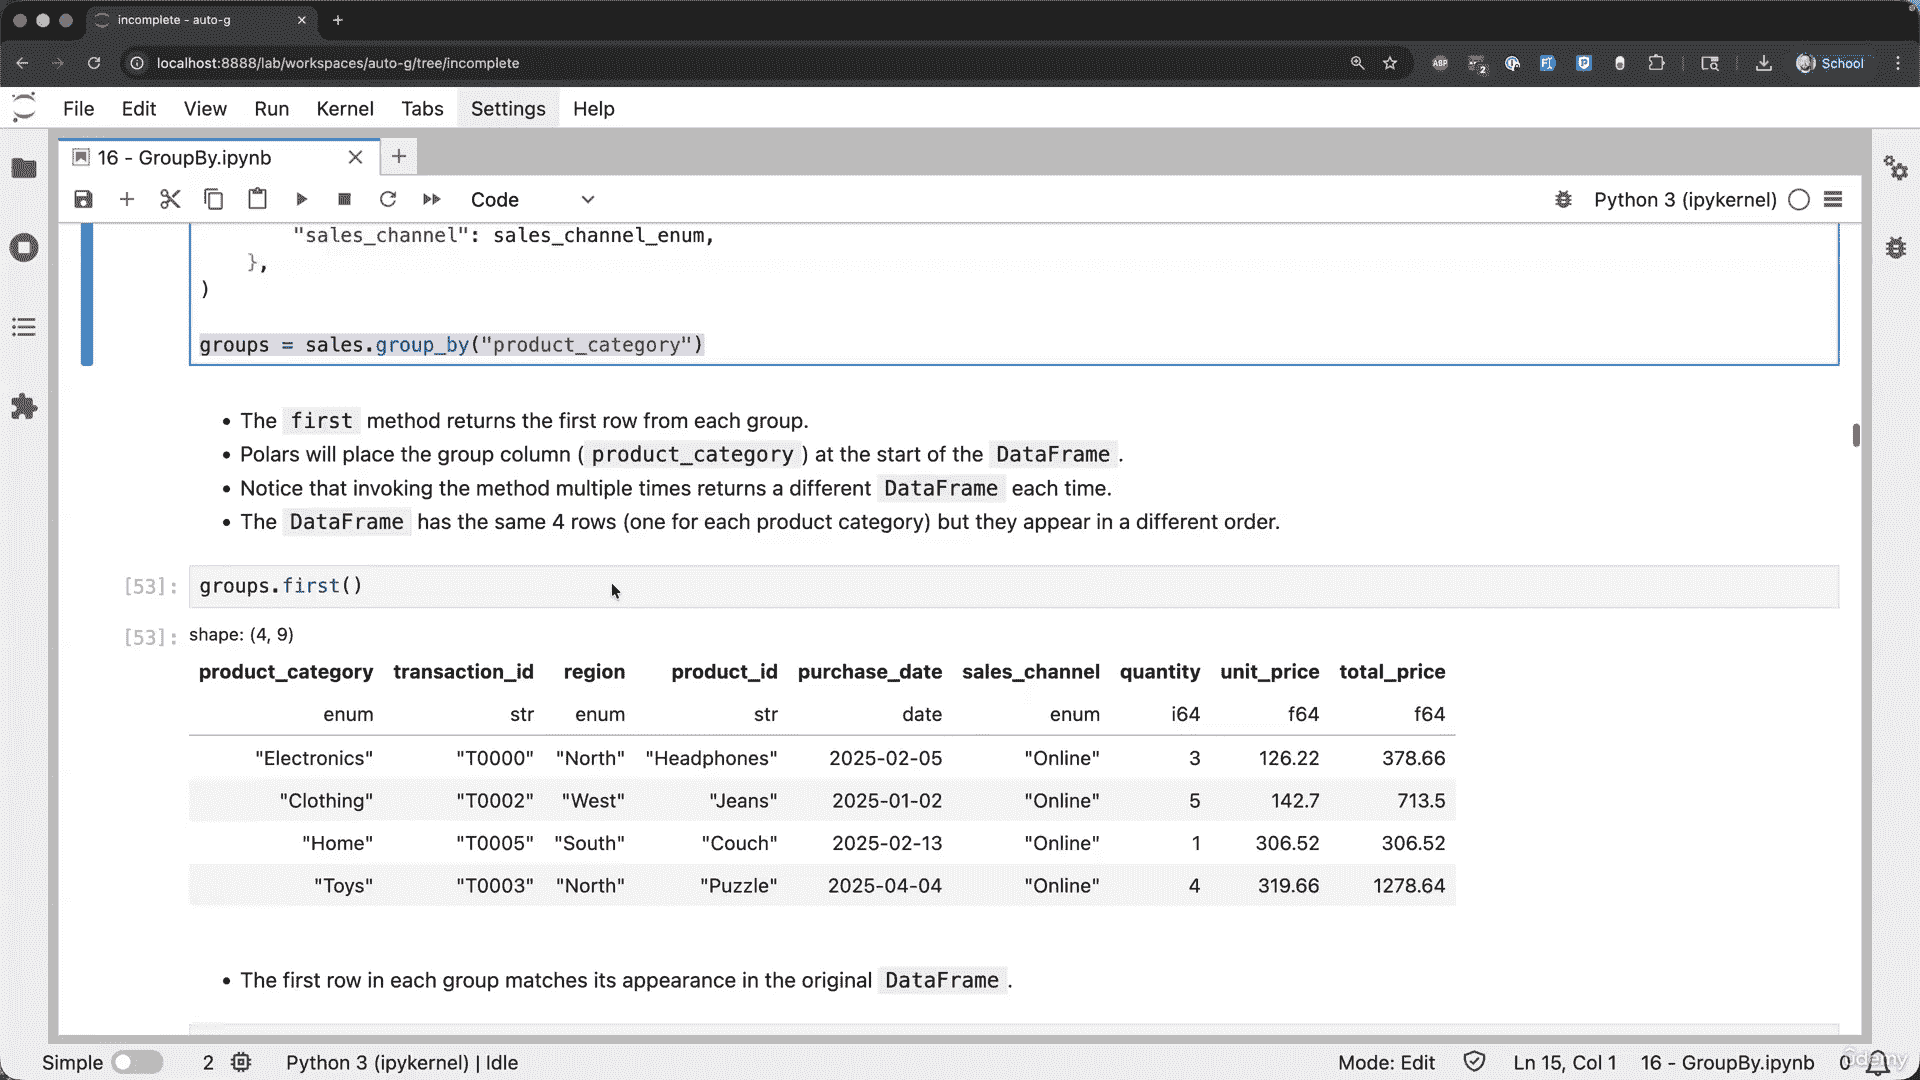 incomplete - auto-g
localhost:8888/lab/workspaces/auto-g/tree/incomplete
ABP
2
School
File Edit View Run Kernel Tabs Settings Help
16 - GroupBy.ipynb
Code
Python 3 (ipykernel)
"sales_channel": sales_channel_enum,
},
)
groups = sales.group_by("product_category")
• The first method returns the first row from each group.
• Polars will place the group column ( product_category ) at the start of the DataFrame .
• Notice that invoking the method multiple times returns a different DataFrame each time.
• The DataFrame has the same 4 rows (one for each product category) but they appear in a different order.
[53]: groups.first()
[53]: shape: (4, 9)
product_category transaction_id region product_id purchase_date sales_channel quantity unit_price total_price
enum str enum str date enum i64 f64 f64
"Electronics" "T0000" "North" "Headphones" 2025-02-05 "Online" 3 126.22 378.66
"Clothing" "T0002" "West" "Jeans" 2025-01-02 "Online" 5 142.7 713.5
"Home" "T0005" "South" "Couch" 2025-02-13 "Online" 1 306.52 306.52
"Toys" "T0003" "North" "Puzzle" 2025-04-04 "Online" 4 319.66 1278.64
• The first row in each group matches its appearance in the original DataFrame .
Simple 2 Python 3 (ipykernel) | Idle Mode: Edit Ln 15, Col 1 16 - GroupBy.ipynb 0
udemy